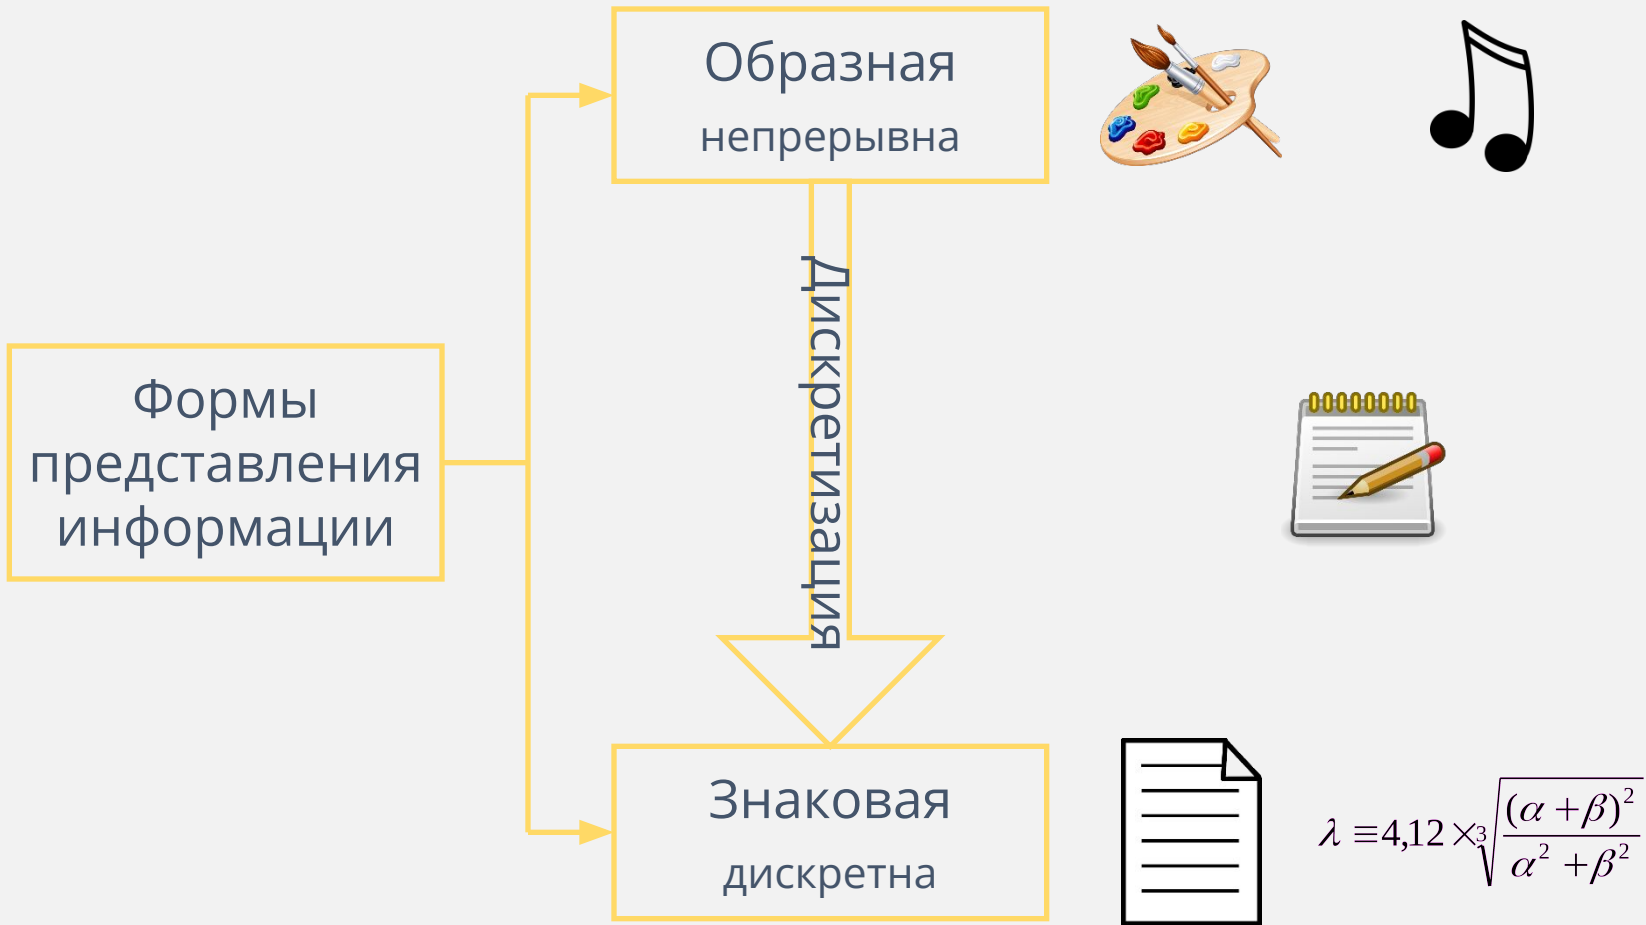 Образная
непрерывна
Дискретизация
Формы
представления
информации
Знаковая
дискретна
λ ≡ 4,12 × ∛((α + β)² / (α² + β²))